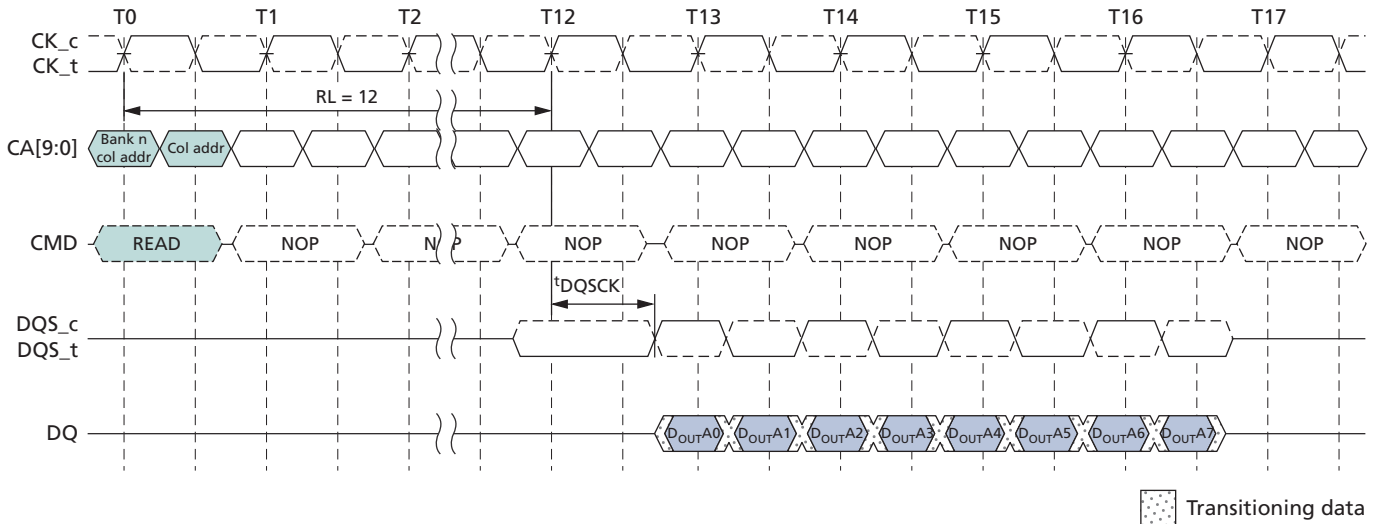 T0 T1 T2 T12 T13 T14 T15 T16 T17
CK_c
CK_t
RL = 12
CA[9:0] Bank n col addr Col addr
CMD READ NOP NOP NOP NOP NOP NOP NOP NOP
tDQSCK
DQS_c
DQS_t
DQ DOUTA0 DOUTA1 DOUTA2 DOUTA3 DOUTA4 DOUTA5 DOUTA6 DOUTA7
Transitioning data